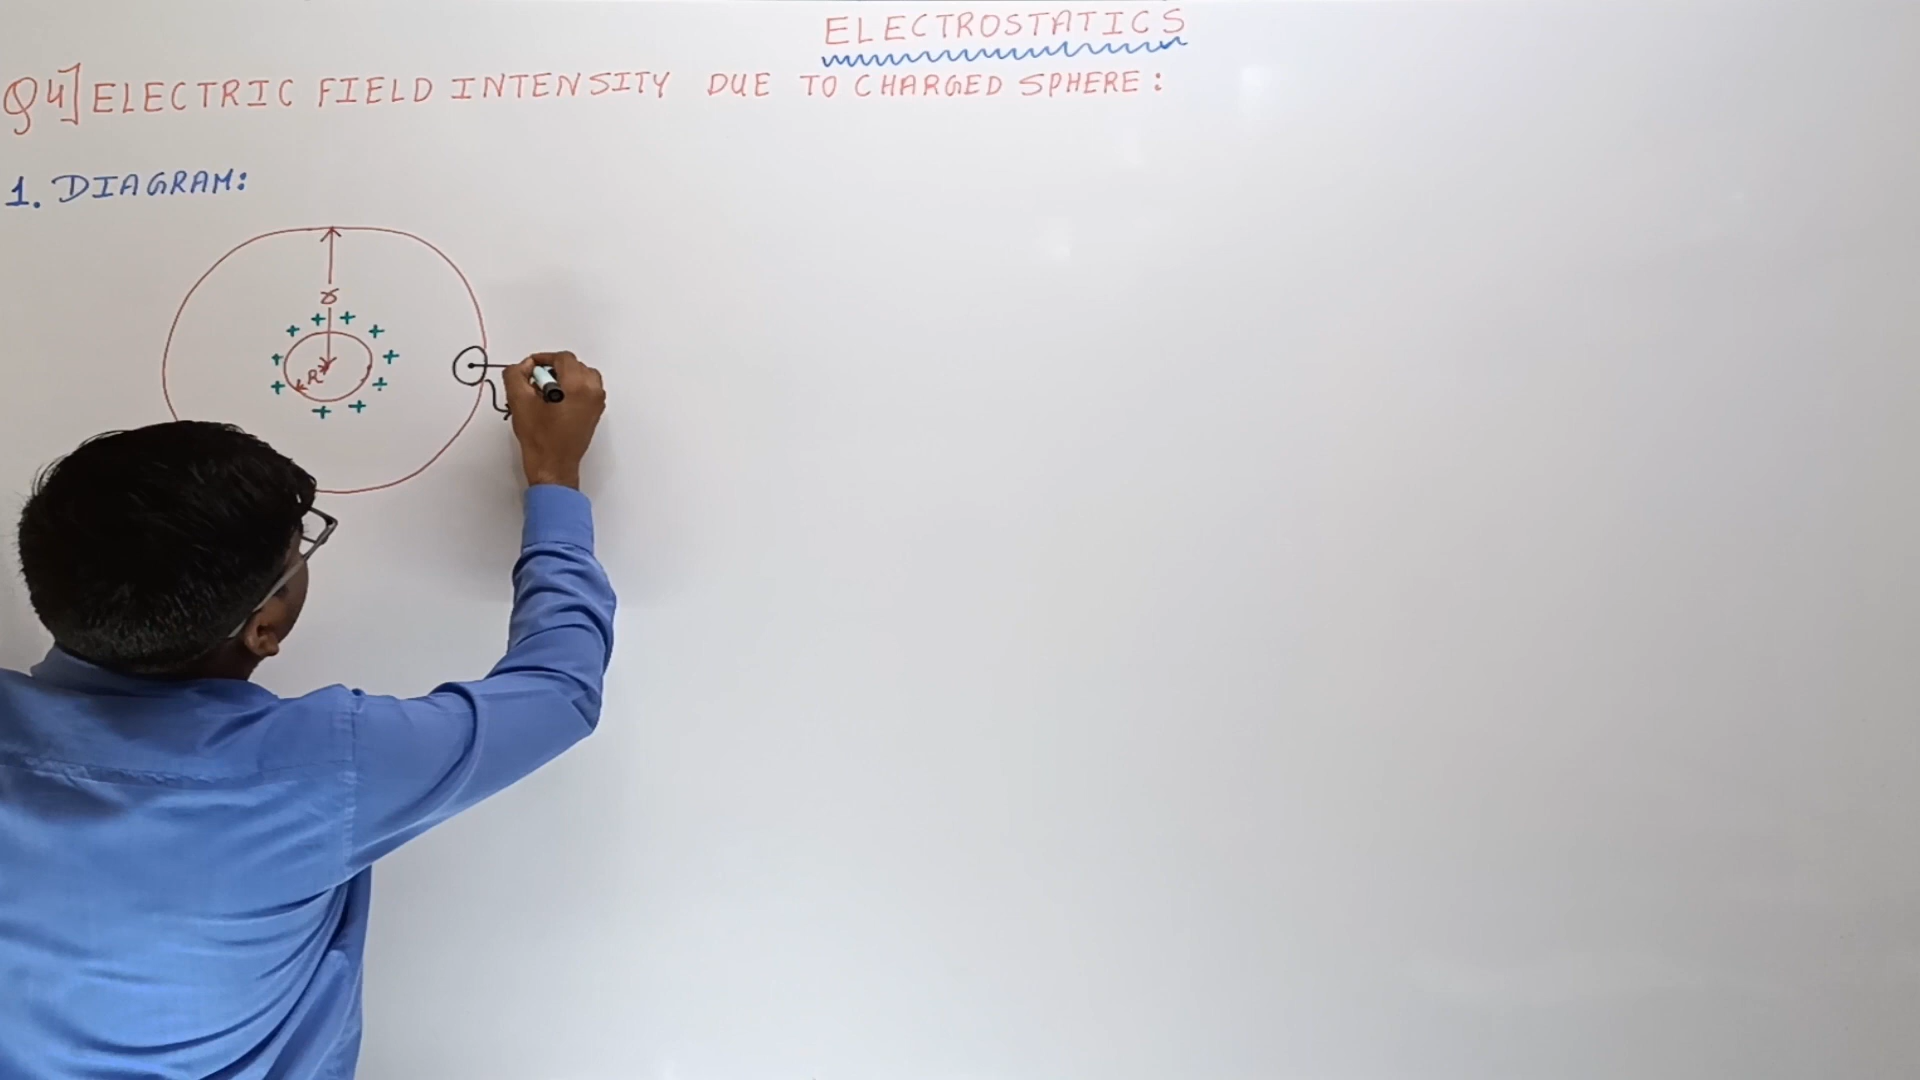 ELECTROSTATICS
Q4] ELECTRIC FIELD INTENSITY DUE TO CHARGED SPHERE:
1. DIAGRAM:
r
+ + + + + + + + + + +
R